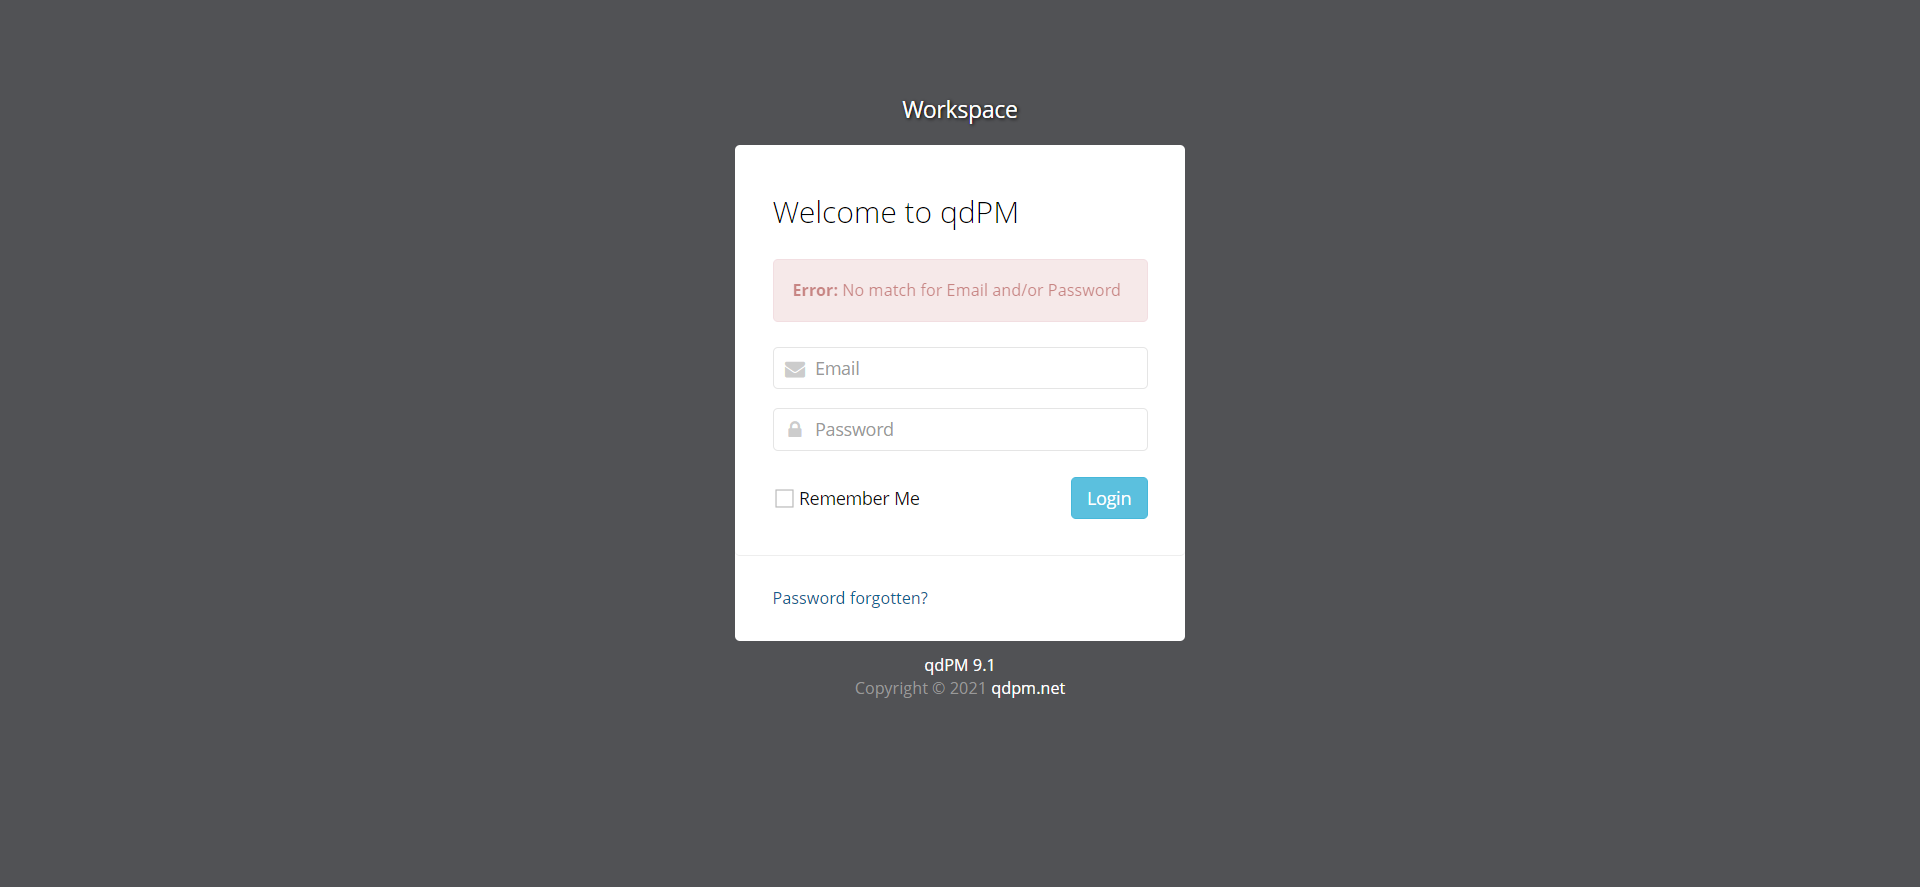 Workspace
Welcome to qdPM
Error: No match for Email and/or Password
Email
Password
Remember Me
Login
Password forgotten?
qdPM 9.1
Copyright © 2021 qdpm.net